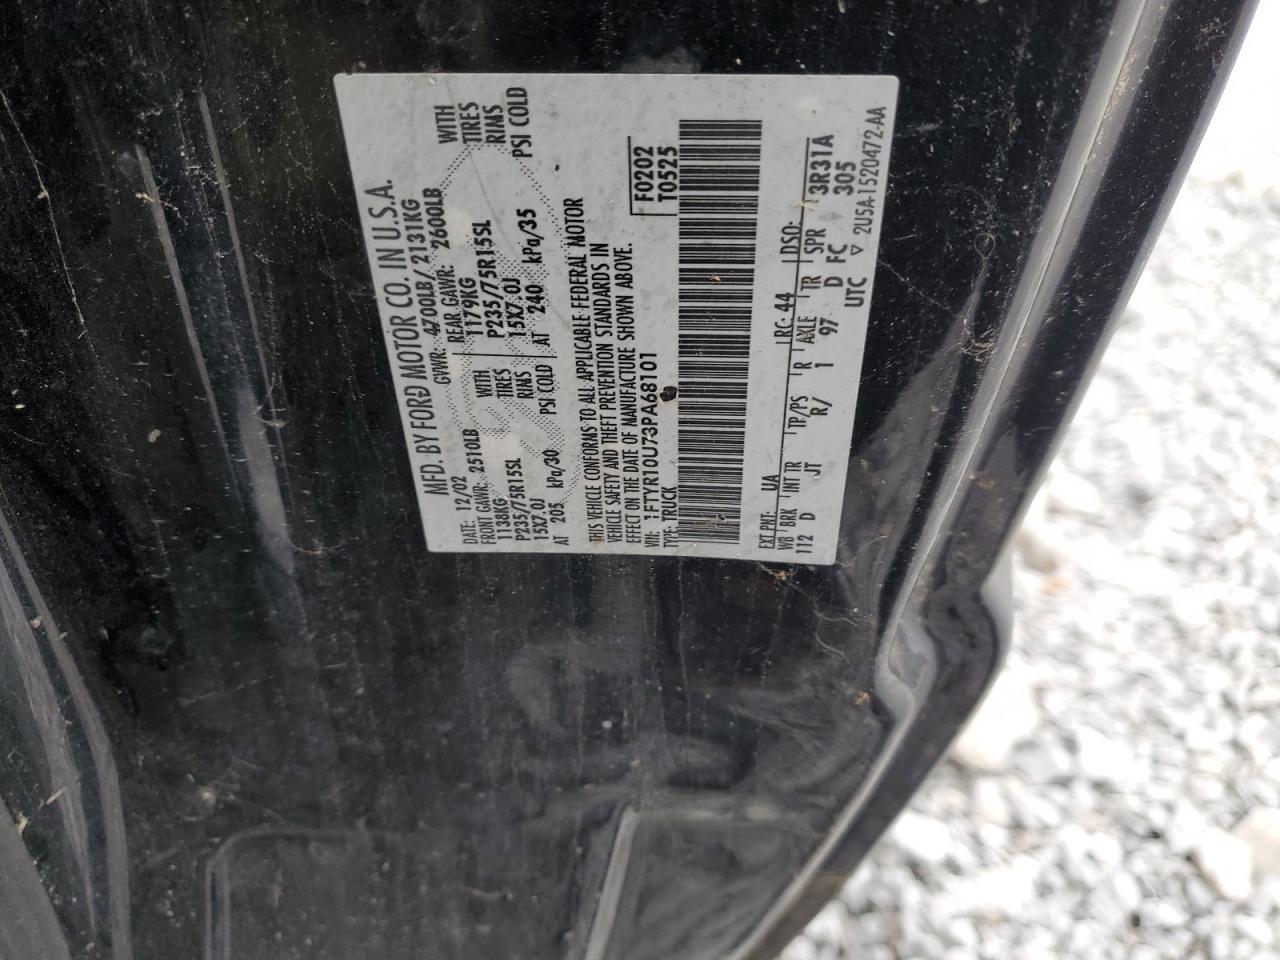 MFD. BY FORD MOTOR CO. IN U.S.A.
DATE: 12/02 GVWR: 4700LB/ 2131KG
FRONT GAWR: 2510LB REAR GAWR: 2600LB
1138KG WITH 1179KG WITH
P235/75R15SL TIRES P235/75R15SL TIRES
15X7.0J RIMS 15X7.0J RIMS
AT 205 kPa/30 PSI COLD AT 240 kPa/35 PSI COLD
THIS VEHICLE CONFORMS TO ALL APPLICABLE FEDERAL MOTOR
VEHICLE SAFETY AND THEFT PREVENTION STANDARDS IN
EFFECT ON THE DATE OF MANUFACTURE SHOWN ABOVE.
VIN: 1FTYR10U73PA68101 F0202
TYPE: TRUCK T0525
EXT PNT: UA RC: 44 DSO:
WB BRK INT TR TP/PS R AXLE TR SPR 3R31A
112 D JT R/ 1 97 D FC 305
UTC ▽ 2U5A-1520472-AA